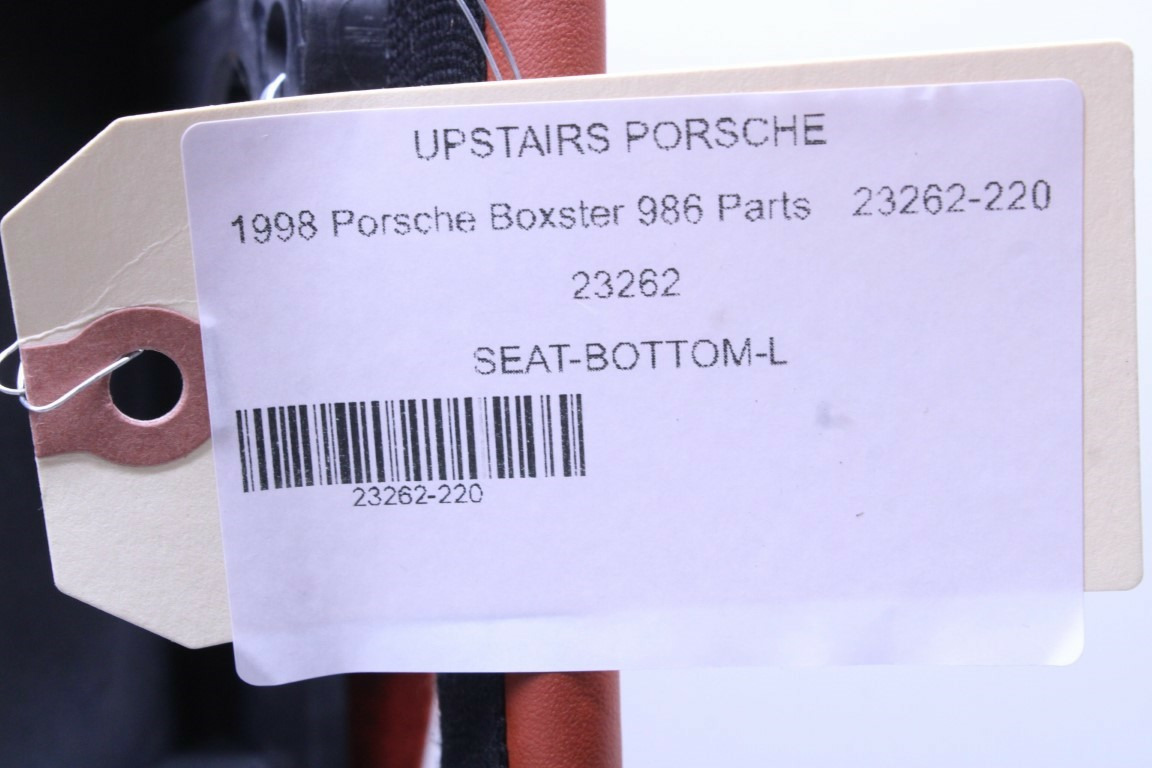 UPSTAIRS PORSCHE
1998 Porsche Boxster 986 Parts 23262-220
23262
SEAT-BOTTOM-L
23262-220